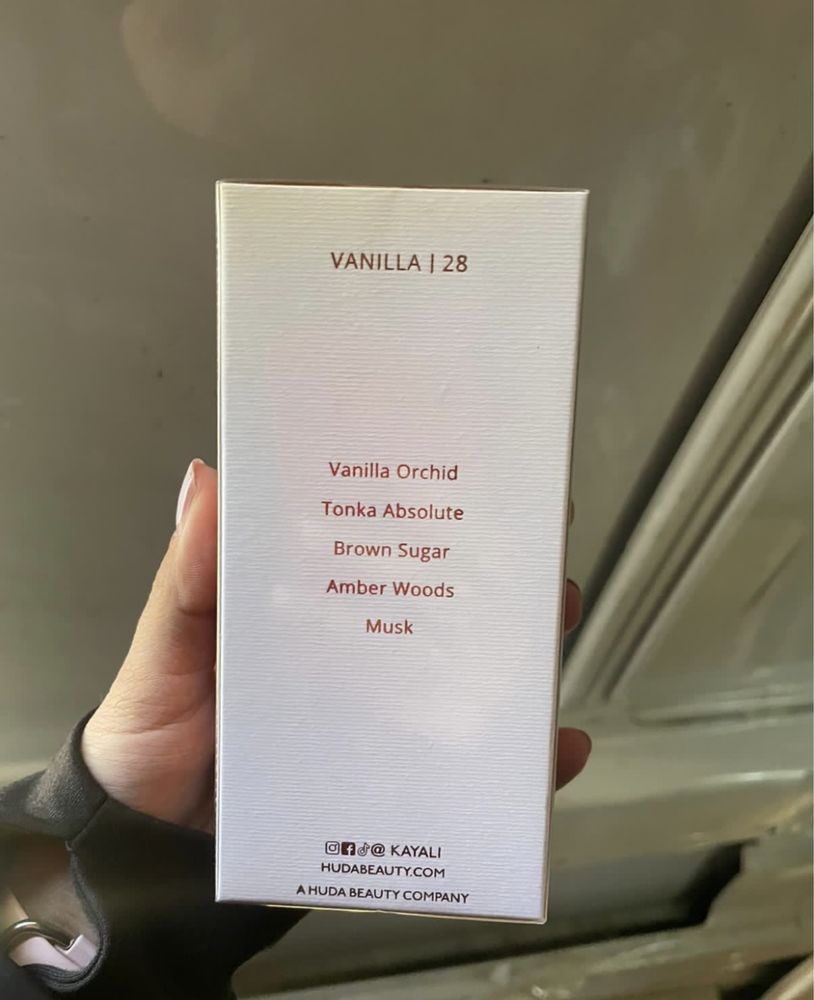 VANILLA | 28
Vanilla Orchid
Tonka Absolute
Brown Sugar
Amber Woods
Musk
@ KAYALI
HUDABEAUTY.COM
A HUDA BEAUTY COMPANY